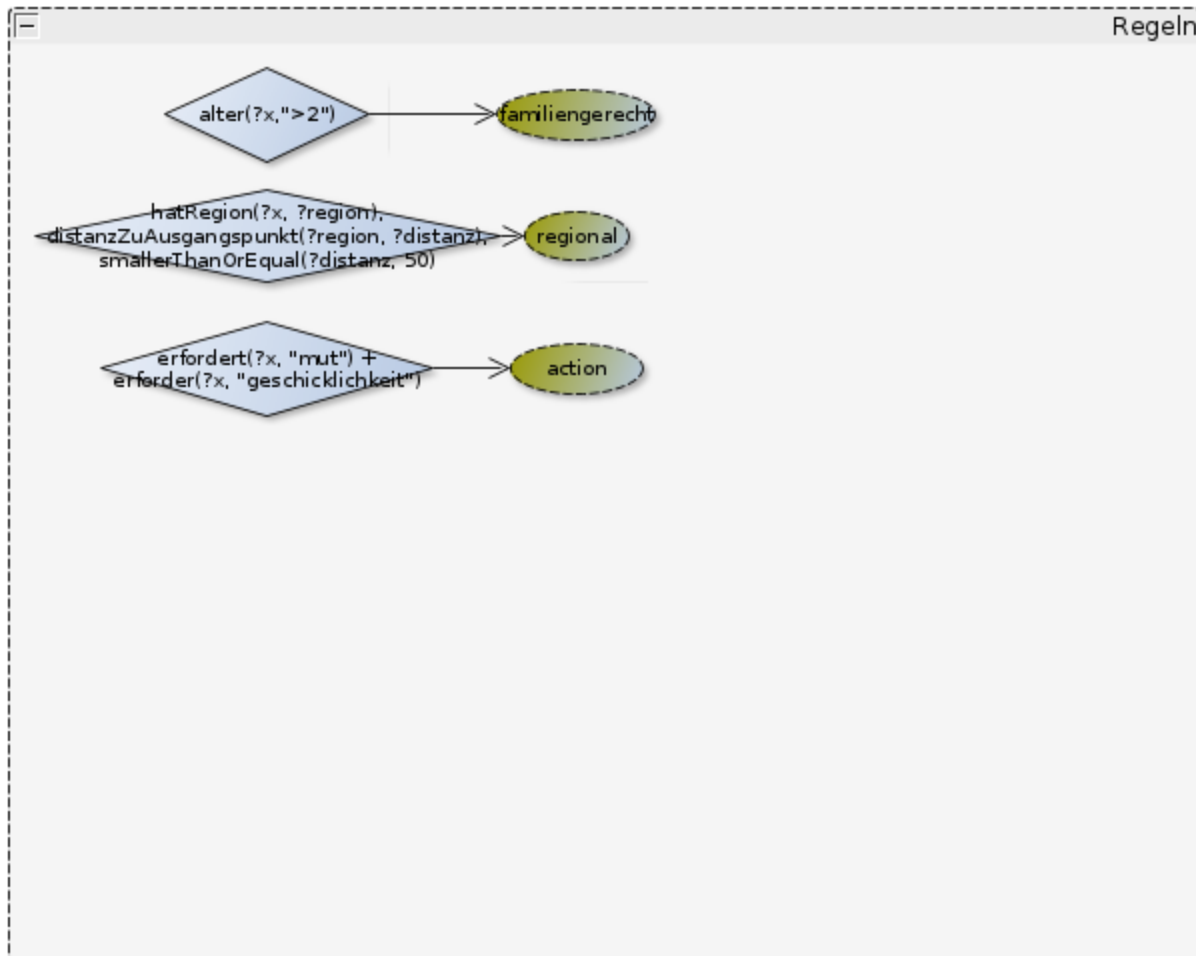 Regeln
alter(?x,">2")
familiengerecht
hatRegion(?x, ?region),
distanzZuAusgangspunkt(?region, ?distanz),
smallerThanOrEqual(?distanz, 50)
regional
erfordert(?x, "mut") +
erforder(?x, "geschicklichkeit")
action